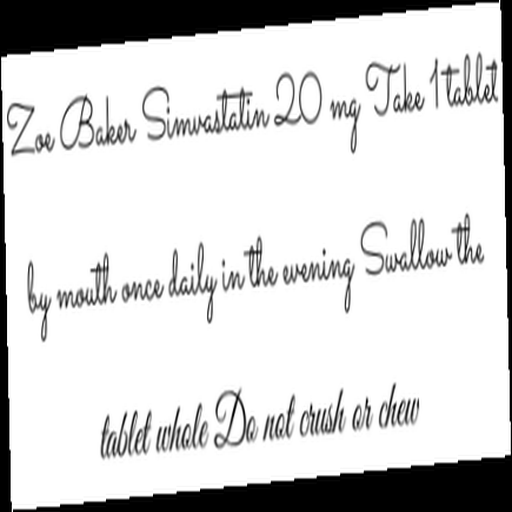 Zoe Baker Simvastatin 20 mg Take 1 tablet
by mouth once daily in the evening Swallow the
tablet whole Do not crush or chew